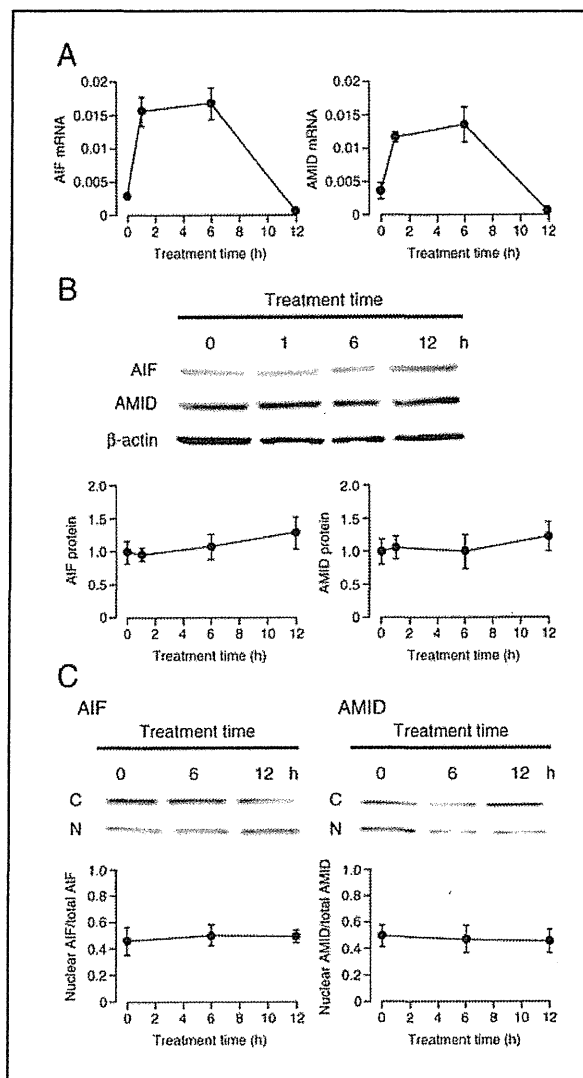 A
0.02
0.015
0.01
0.005
0
AIF mRNA
0 2 4 6 8 10 12
Treatment time (h)
0.02
0.015
0.01
0.005
0
AMID mRNA
0 2 4 6 8 10 12
Treatment time (h)
B
Treatment time
0 1 6 12 h
AIF
AMID
β-actin
2.0
1.5
1.0
0.5
0
AIF protein
0 2 4 6 8 10 12
Treatment time (h)
2.0
1.5
1.0
0.5
0
AMID protein
0 2 4 6 8 10 12
Treatment time (h)
C
AIF
Treatment time
0 6 12 h
C
N
AMID
Treatment time
0 6 12 h
C
N
1.0
0.8
0.6
0.4
0.2
0
Nuclear AIF/total AIF
0 2 4 6 8 10 12
Treatment time (h)
1.0
0.8
0.6
0.4
0.2
0
Nuclear AMID/total AMID
0 2 4 6 8 10 12
Treatment time (h)